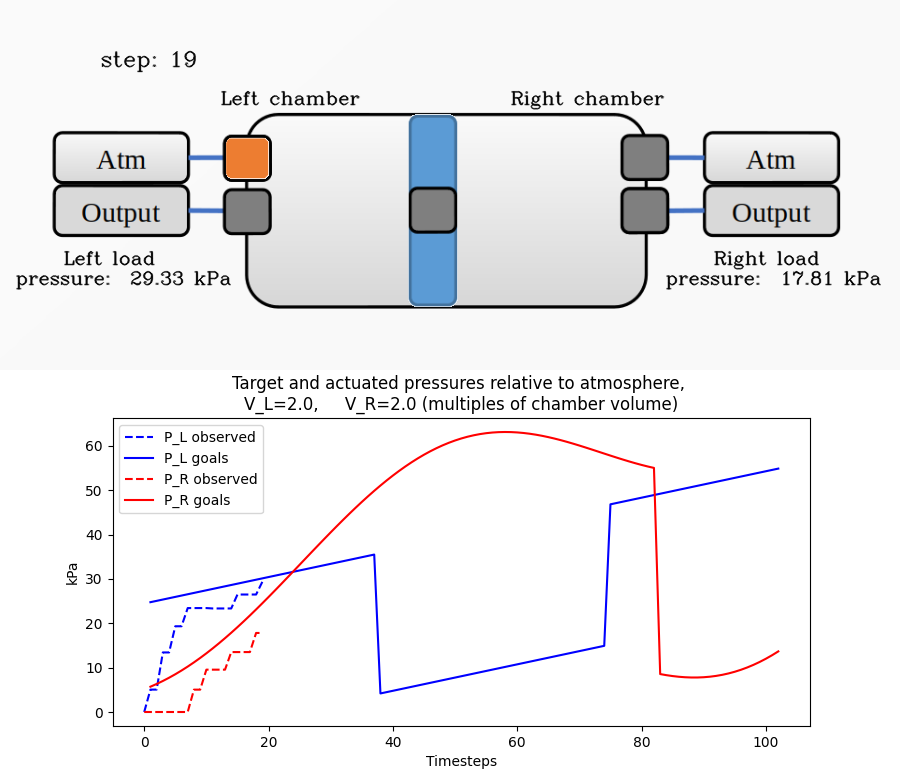 step: 19
Left chamber
Right chamber
Atm
Atm
Output
Output
Left load
pressure: 29.33 kPa
Right load
pressure: 17.81 kPa
Target and actuated pressures relative to atmosphere,
V_L=2.0, V_R=2.0 (multiples of chamber volume)
P_L observed
P_L goals
P_R observed
P_R goals
60
50
40
30
20
10
0
kPa
0 20 40 60 80 100
Timesteps